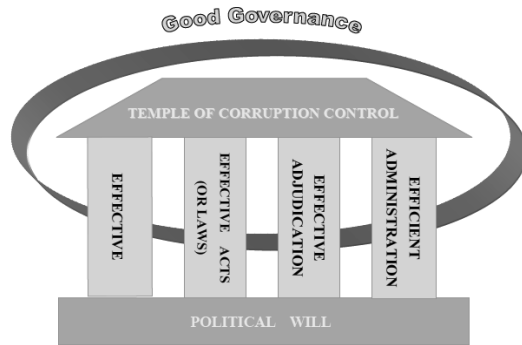 Good Governance
TEMPLE OF CORRUPTION CONTROL
EFFECTIVE
EFFECTIVE ACTS
(OR LAWS)
EFFECTIVE
ADJUDICATION
EFFICIENT
ADMINISTRATION
POLITICAL WILL